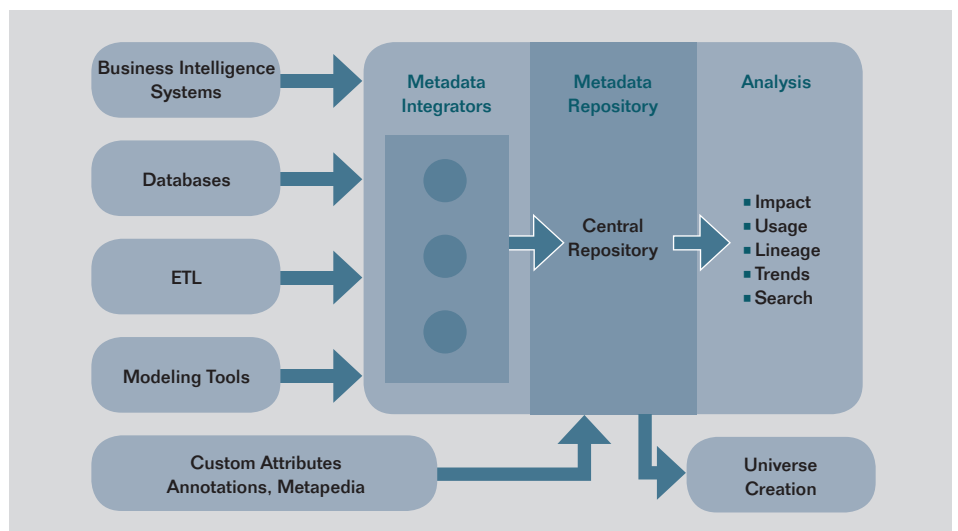 Business Intelligence
Systems
Databases
ETL
Modeling Tools
Custom Attributes
Annotations, Metapedia
Metadata
Integrators
Metadata
Repository
Central
Repository
Analysis
▪ Impact
▪ Usage
▪ Lineage
▪ Trends
▪ Search
Universe
Creation